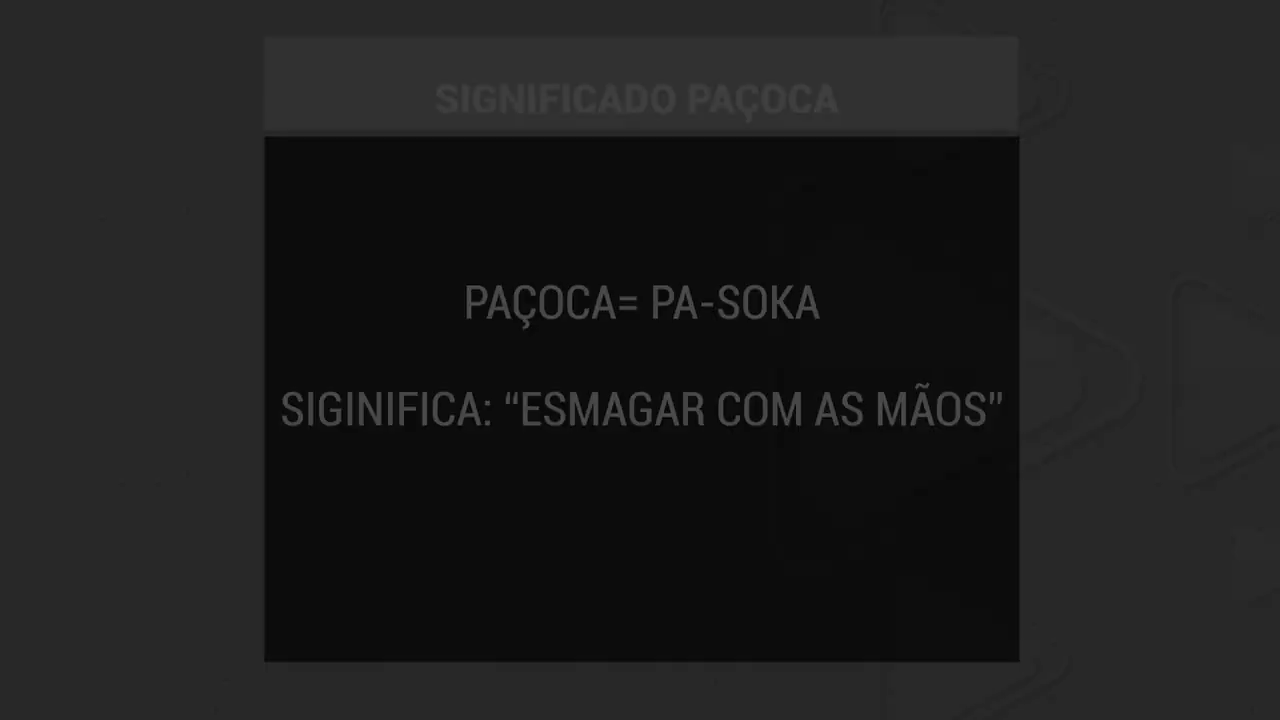 SIGNIFICADO PAÇOCA
PAÇOCA= PA-SOKA
SIGINIFICA: “ESMAGAR COM AS MÃOS”